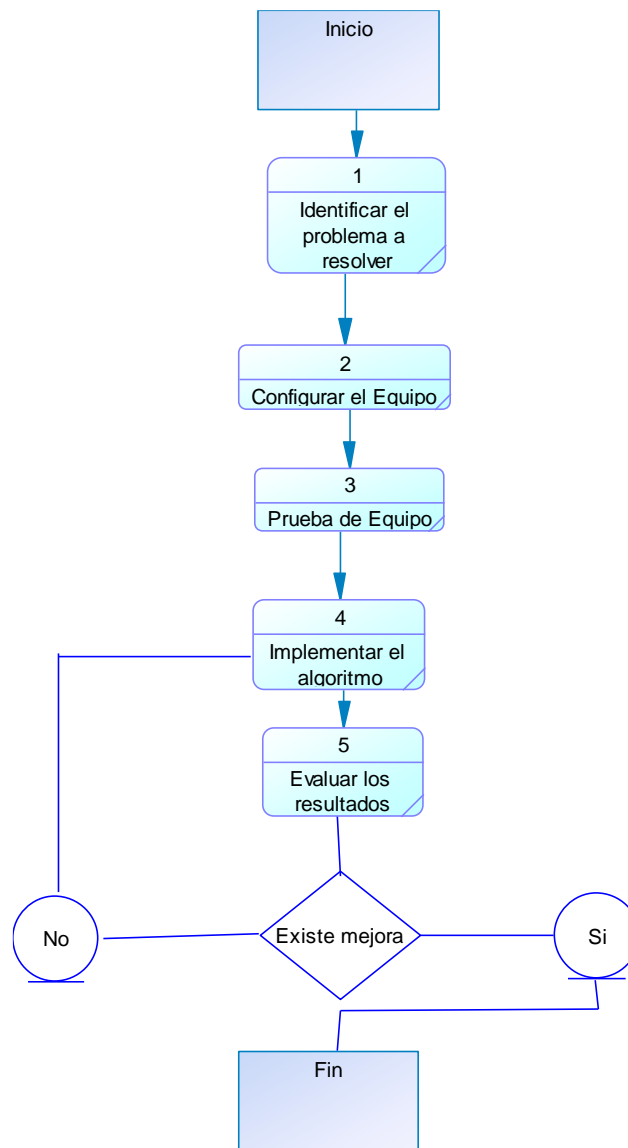 Inicio
1
Identificar el
problema a
resolver
2
Configurar el Equipo
3
Prueba de Equipo
4
Implementar el
algoritmo
5
Evaluar los
resultados
No
Existe mejora
Si
Fin